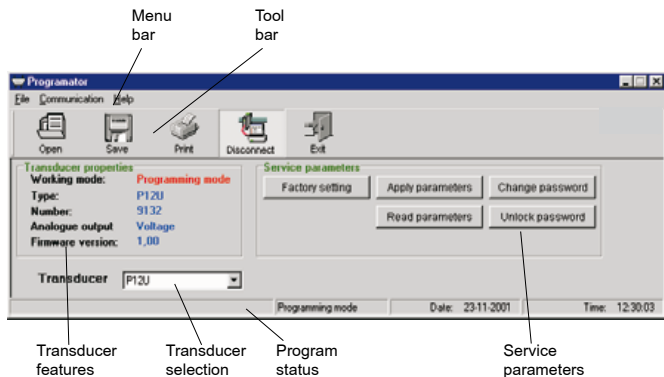 Menu bar
Tool bar
Programator
File Communication Help
Open Save Print Disconnect Exit
Transducer properties
Working mode: Programming mode
Type: P12U
Number: 9132
Analogue output Voltage
Firmware version: 1,00
Service parameters
Factory setting Apply parameters Change password
Read parameters Unlock password
Transducer P12U
Programming mode Date: 23-11-2001 Time: 12:30:03
Transducer features
Transducer selection
Program status
Service parameters